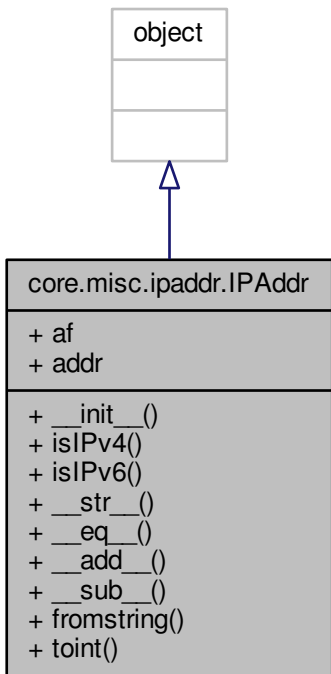 object
core.misc.ipaddr.IPAddr
+ af
+ addr
+ __init__()
+ isIPv4()
+ isIPv6()
+ __str__()
+ __eq__()
+ __add__()
+ __sub__()
+ fromstring()
+ toint()